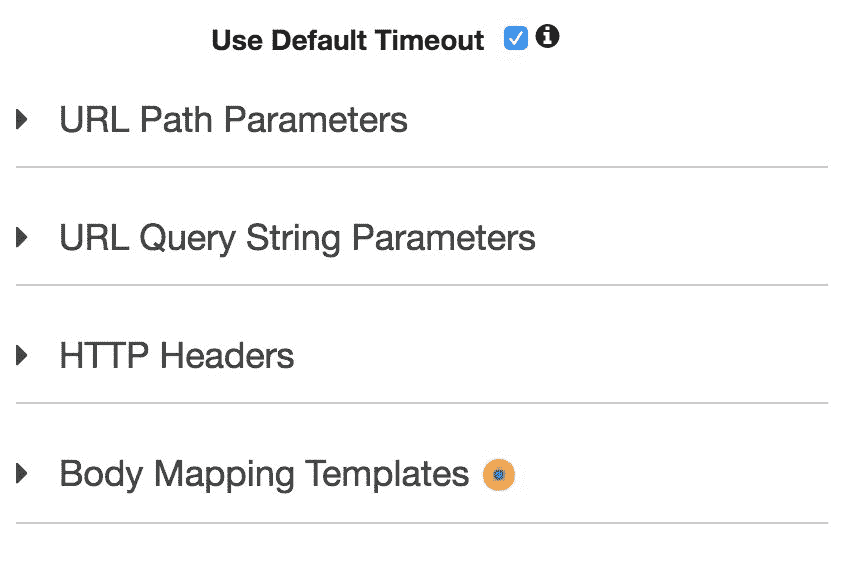 Use Default Timeout
URL Path Parameters
URL Query String Parameters
HTTP Headers
Body Mapping Templates